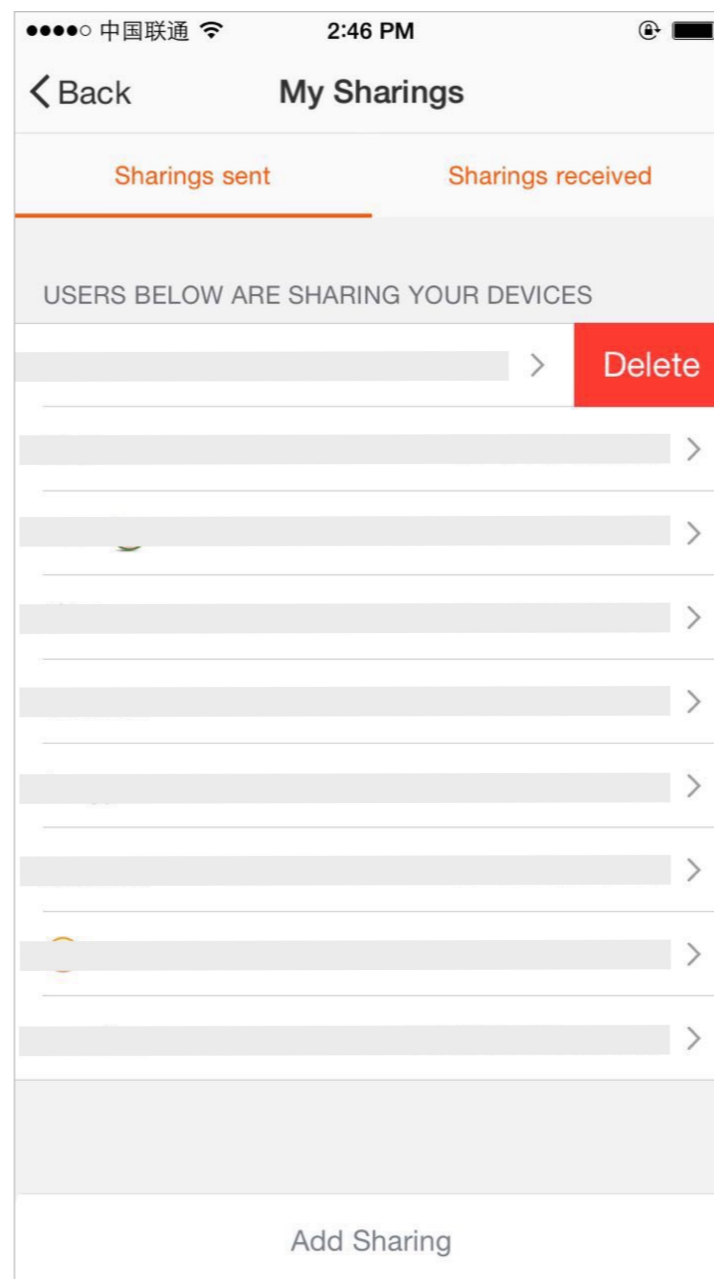 中国联通 2:46 PM
Back My Sharings
Sharings sent Sharings received
USERS BELOW ARE SHARING YOUR DEVICES
Delete
Add Sharing